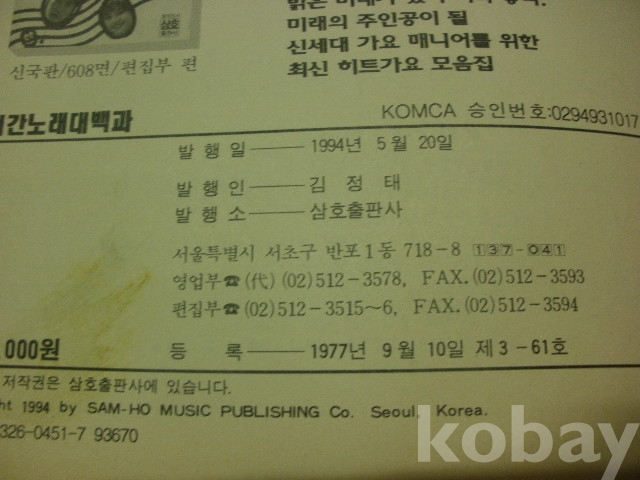 미래의 주인공이 될
신세대 가요 매니어를 위한
최신 히트가요 모음집
삼호
신국판/608면/편집부 편
간노래대백과
KOMCA 승인번호:0294931017
발 행 일 1994년 5월 20일
발 행 인 김 정 태
발 행 소 삼호출판사
서울특별시 서초구 반포1동 718-8 137-041
영업부☎(代) (02)512-3578, FAX.(02)512-3593
편집부☎(02)512-3515~6, FAX.(02)512-3594
000원 등 록 1977년 9월 10일 제3-61호
저작권은 삼호출판사에 있습니다.
ht 1994 by SAM-HO MUSIC PUBLISHING Co. Seoul, Korea.
326-0451-7 93670
kobay